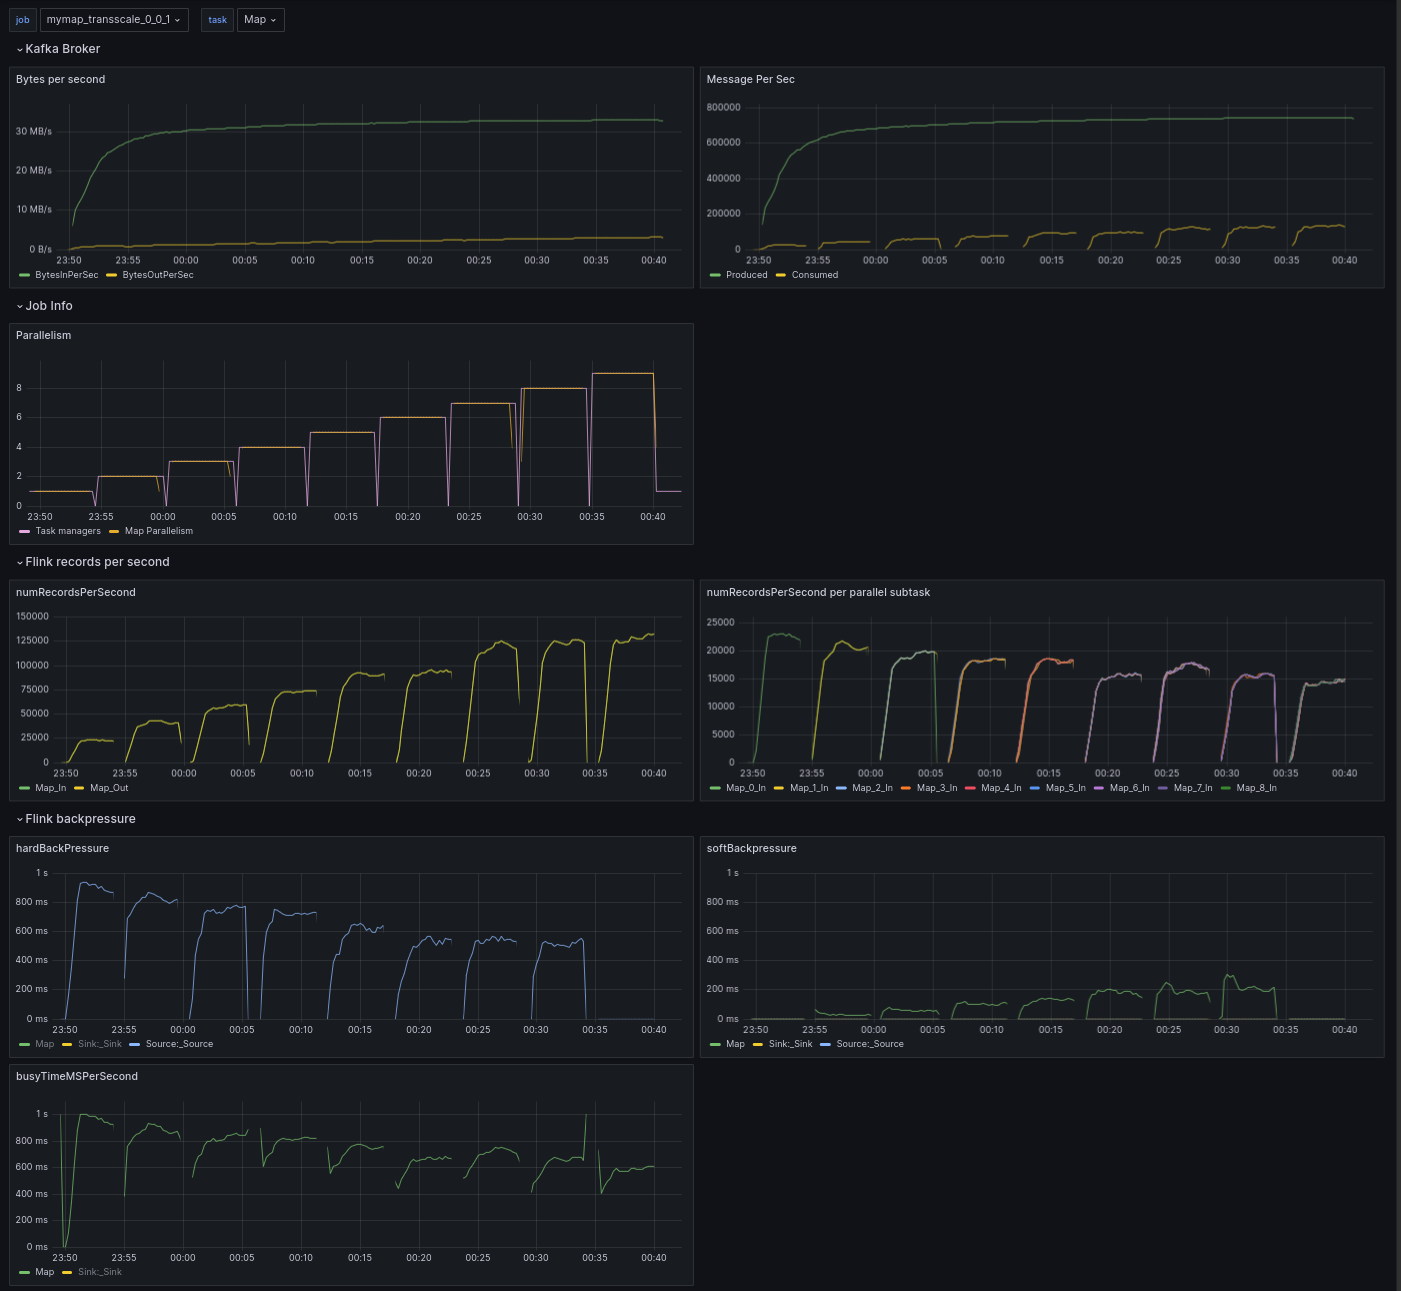 job mymap_transscale_0_0_1 task Map
Kafka Broker
Bytes per second
30 MB/s
20 MB/s
10 MB/s
0 B/s
23:50 23:55 00:00 00:05 00:10 00:15 00:20 00:25 00:30 00:35 00:40
BytesInPerSec BytesOutPerSec
Message Per Sec
800000
600000
400000
200000
0
23:50 23:55 00:00 00:05 00:10 00:15 00:20 00:25 00:30 00:35 00:40
Produced Consumed
Job Info
Parallelism
8
6
4
2
0
23:50 23:55 00:00 00:05 00:10 00:15 00:20 00:25 00:30 00:35 00:40
Task managers Map Parallelism
Flink records per second
numRecordsPerSecond
150000
125000
100000
75000
50000
25000
0
23:50 23:55 00:00 00:05 00:10 00:15 00:20 00:25 00:30 00:35 00:40
Map_In Map_Out
numRecordsPerSecond per parallel subtask
25000
20000
15000
10000
5000
0
23:50 23:55 00:00 00:05 00:10 00:15 00:20 00:25 00:30 00:35 00:40
Map_0_In Map_1_In Map_2_In Map_3_In Map_4_In Map_5_In Map_6_In Map_7_In Map_8_In
Flink backpressure
hardBackPressure
1 s
800 ms
600 ms
400 ms
200 ms
0 ms
23:50 23:55 00:00 00:05 00:10 00:15 00:20 00:25 00:30 00:35 00:40
Map Sink:_Sink Source:_Source
softBackpressure
1 s
800 ms
600 ms
400 ms
200 ms
0 ms
23:50 23:55 00:00 00:05 00:10 00:15 00:20 00:25 00:30 00:35 00:40
Map Sink:_Sink Source:_Source
busyTimeMSPerSecond
1 s
800 ms
600 ms
400 ms
200 ms
0 ms
23:50 23:55 00:00 00:05 00:10 00:15 00:20 00:25 00:30 00:35 00:40
Map Sink:_Sink